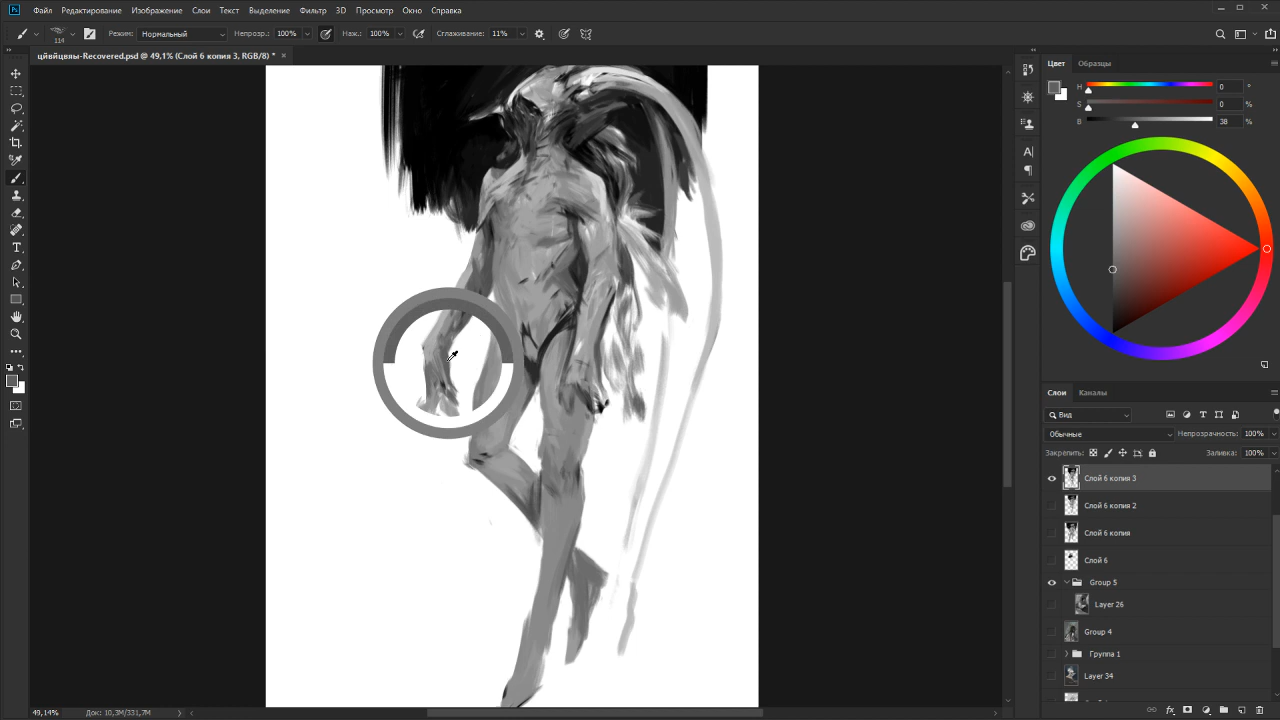 Ps Файл Редактирование Изображение Слои Текст Выделение Фильтр 3D Просмотр Окно Справка
114 Режим: Нормальный Непрозр.: 100% Наж.: 100% Сглаживание: 11%
цйвйцвяы-Recovered.psd @ 49,1% (Слой 6 копия 3, RGB/8) * ×
Цвет Образцы
H 0 °
S 0 %
B 38 %
Слои Каналы
Вид
Обычные Непрозрачность: 100%
Закрепить: Заливка: 100%
Слой 6 копия 3
Слой 6 копия 2
Слой 6 копия
Слой 6
Group 5
Layer 26
Group 4
Группа 1
Layer 34
49,14% Док: 10,3M/331,7M